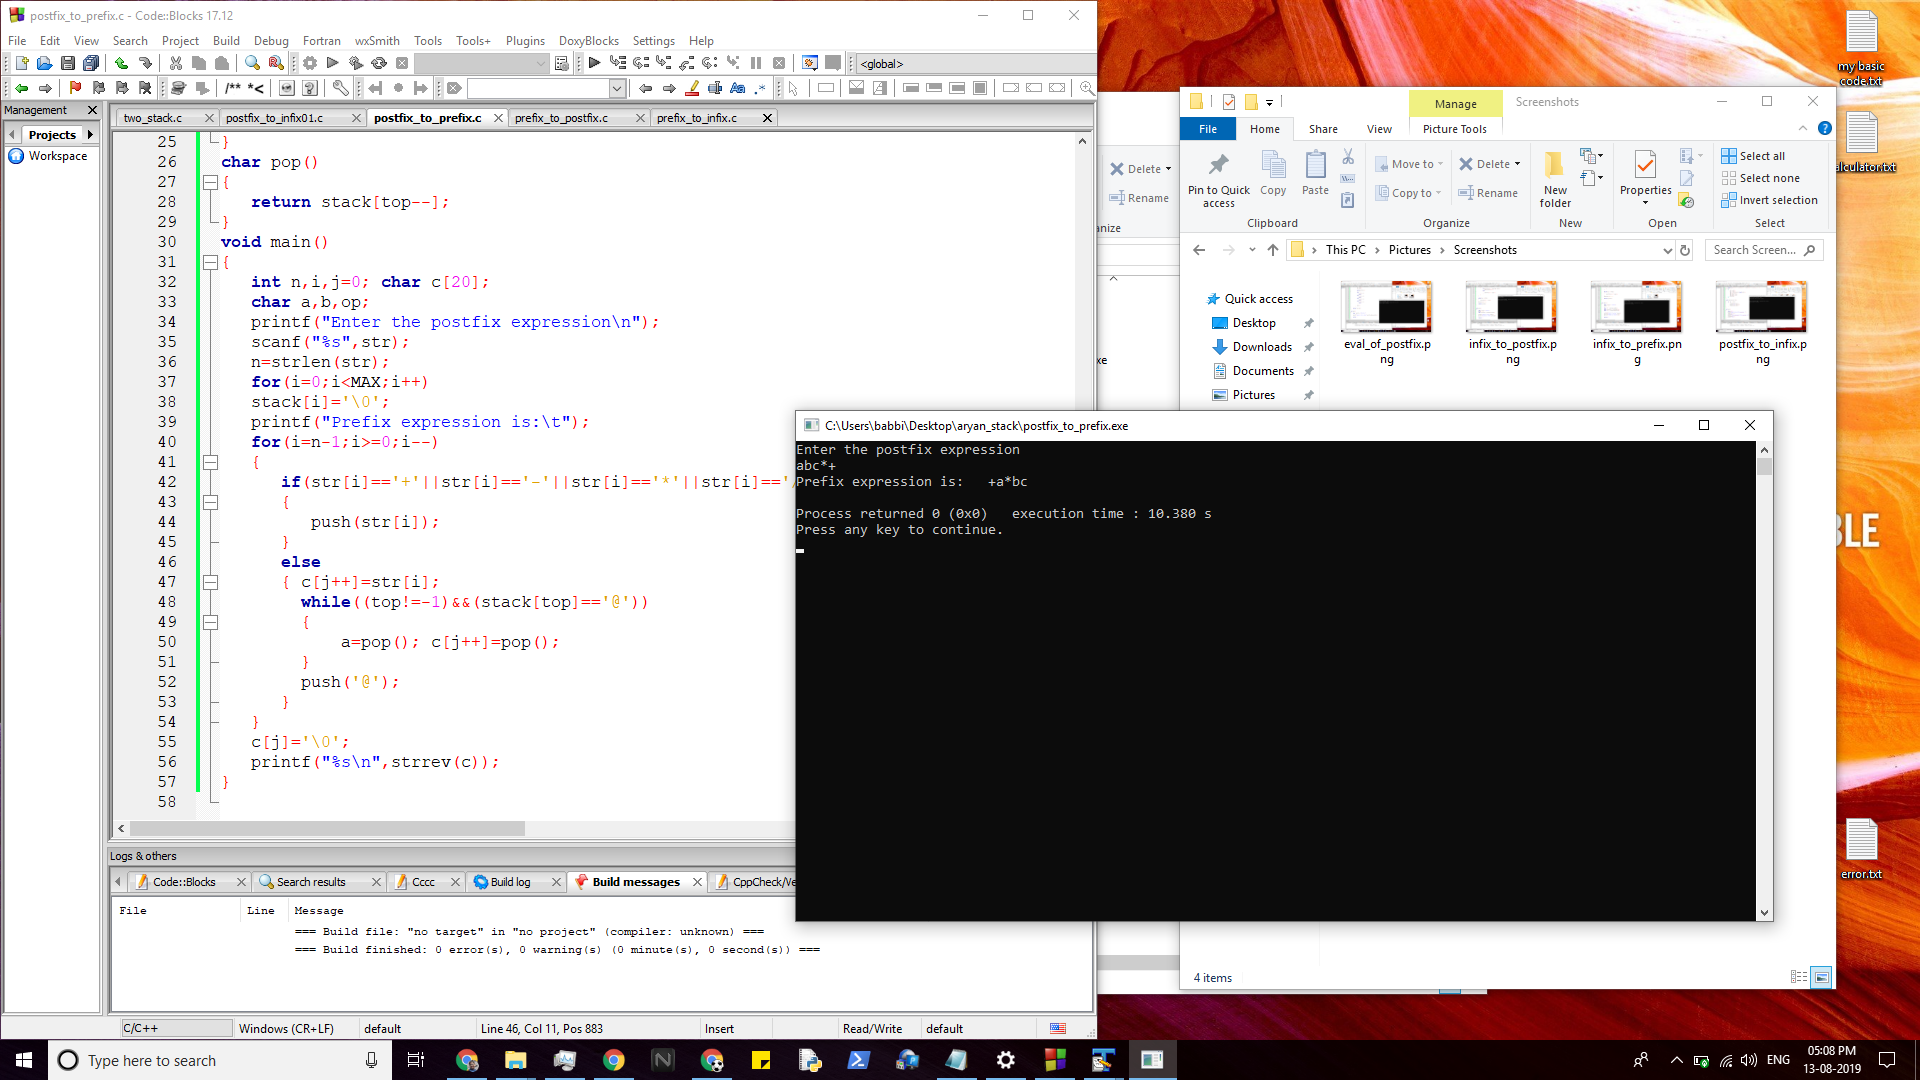 postfix_to_prefix.c - Code::Blocks 17.12
File Edit View Search Project Build Debug Fortran wxSmith Tools Tools+ Plugins DoxyBlocks Settings Help
<global>
/** *<
Management
Projects
Workspace
two_stack.c
postfix_to_infix01.c
postfix_to_prefix.c
prefix_to_postfix.c
prefix_to_infix.c
25 }
26 char pop()
27 {
28 return stack[top--];
29 }
30 void main()
31 {
32 int n,i,j=0; char c[20];
33 char a,b,op;
34 printf("Enter the postfix expression\n");
35 scanf("%s",str);
36 n=strlen(str);
37 for(i=0;i<MAX;i++)
38 stack[i]='\0';
39 printf("Prefix expression is:\t");
40 for(i=n-1;i>=0;i--)
41 {
42 if(str[i]=='+'||str[i]=='-'||str[i]=='*'||str[i]=='/
43 {
44 push(str[i]);
45 }
46 else
47 { c[j++]=str[i];
48 while((top!=-1)&&(stack[top]=='@'))
49 {
50 a=pop(); c[j++]=pop();
51 }
52 push('@');
53 }
54 }
55 c[j]='\0';
56 printf("%s\n",strrev(c));
57 }
58
Logs & others
Code::Blocks
Search results
Cccc
Build log
Build messages
CppCheck/Ve
File Line Message
=== Build file: "no target" in "no project" (compiler: unknown) ===
=== Build finished: 0 error(s), 0 warning(s) (0 minute(s), 0 second(s)) ===
C/C++ Windows (CR+LF) default Line 46, Col 11, Pos 883 Insert Read/Write default
Delete
Rename
anize
xe
Manage
Screenshots
File Home Share View Picture Tools
Pin to Quick access
Copy
Paste
Clipboard
Move to
Copy to
Delete
Rename
Organize
New folder
New
Properties
Open
Select all
Select none
Invert selection
Select
This PC > Pictures > Screenshots
Search Screen...
Quick access
Desktop
Downloads
Documents
Pictures
eval_of_postfix.p
ng
infix_to_postfix.p
ng
infix_to_prefix.pn
g
postfix_to_infix.p
ng
4 items
C:\Users\babbi\Desktop\aryan_stack\postfix_to_prefix.exe
Enter the postfix expression
abc*+
Prefix expression is: +a*bc
Process returned 0 (0x0) execution time : 10.380 s
Press any key to continue.
my basic
code.txt
alculator.txt
BLE
error.txt
Type here to search
ENG
05:08 PM
13-08-2019